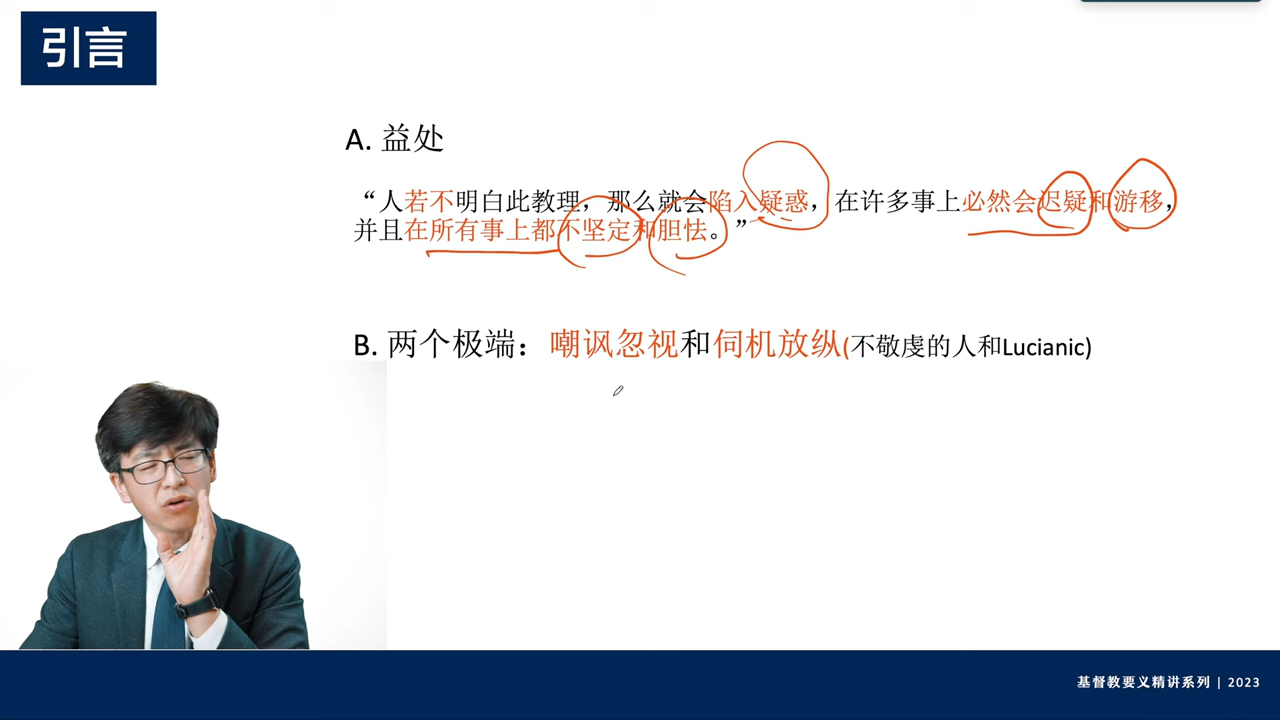 引言
A. 益处
“人若不明白此教理，那么就会陷入疑惑，在许多事上必然会迟疑和游移，
并且在所有事上都不坚定和胆怯。”
B. 两个极端：嘲讽忽视和伺机放纵(不敬虔的人和Lucianic)
基督教要义精讲系列 | 2023